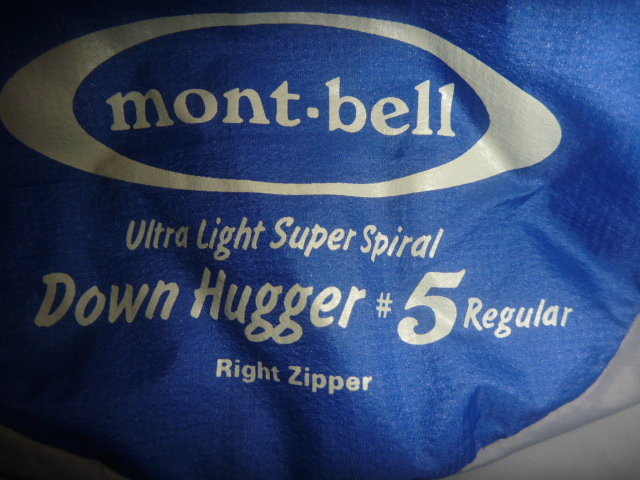 mont·bell
Ultra Light Super Spiral
Down Hugger #5 Regular
Right Zipper